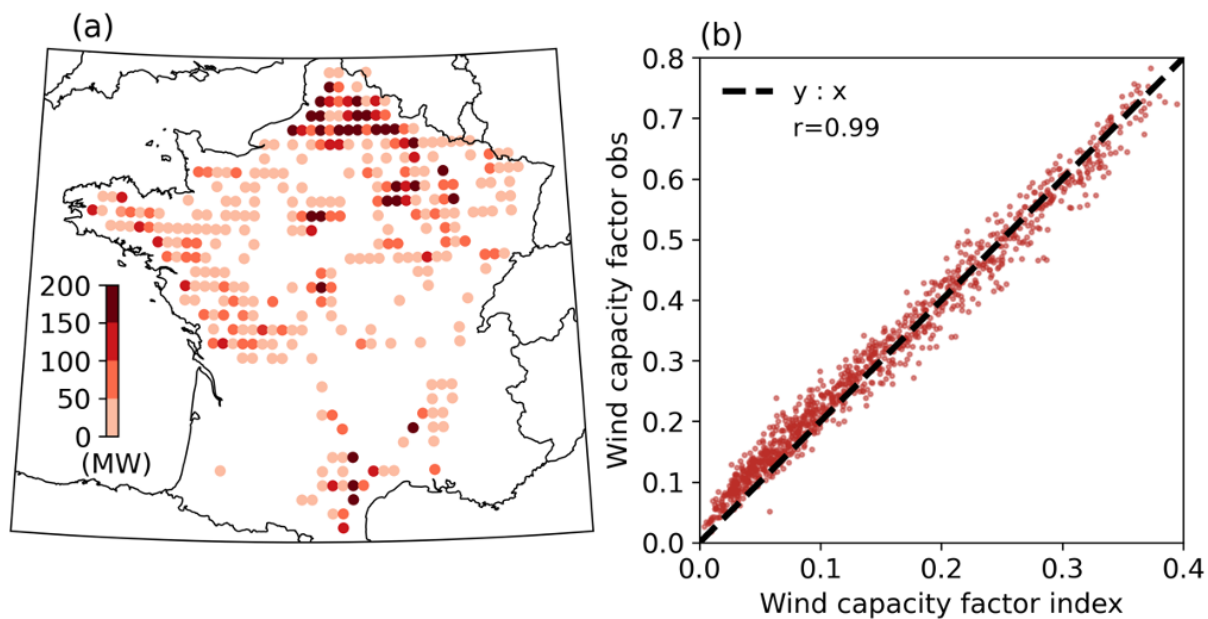 (a)
200
150
100
50
0
(MW)
(b)
Wind capacity factor obs
0.8
0.7
0.6
0.5
0.4
0.3
0.2
0.1
0.0
y : x
r=0.99
0.0 0.1 0.2 0.3 0.4
Wind capacity factor index